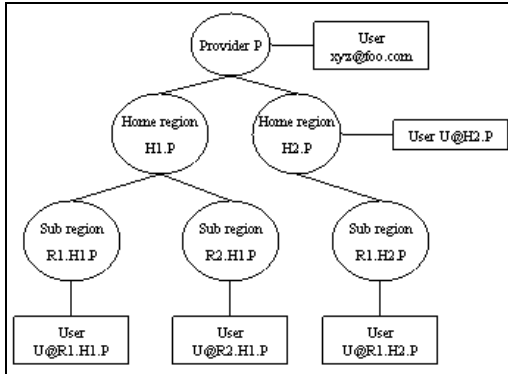 Provider P
User
xyz@foo.com
Home region
H1.P
Home region
H2.P
User U@H2.P
Sub region
R1.H1.P
Sub region
R2.H1.P
Sub region
R1.H2.P
User
U@R1.H1.P
User
U@R2.H1.P
User
U@R1.H2.P